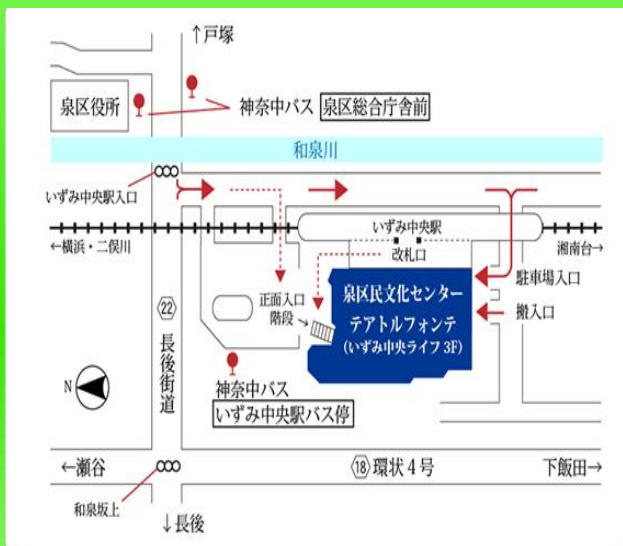 ↑戸塚
泉区役所
神奈中バス 泉区総合庁舎前
和泉川
いずみ中央駅入口
いずみ中央駅
←横浜・二俣川
改札口
湘南台→
駐車場入口
正面入口
階段→
泉区民文化センター
テアトルフォンテ
(いずみ中央ライフ3F)
搬入口
22
長後街道
N
神奈中バス
いずみ中央駅バス停
←瀬谷
18 環状4号
下飯田→
和泉坂上
↓長後